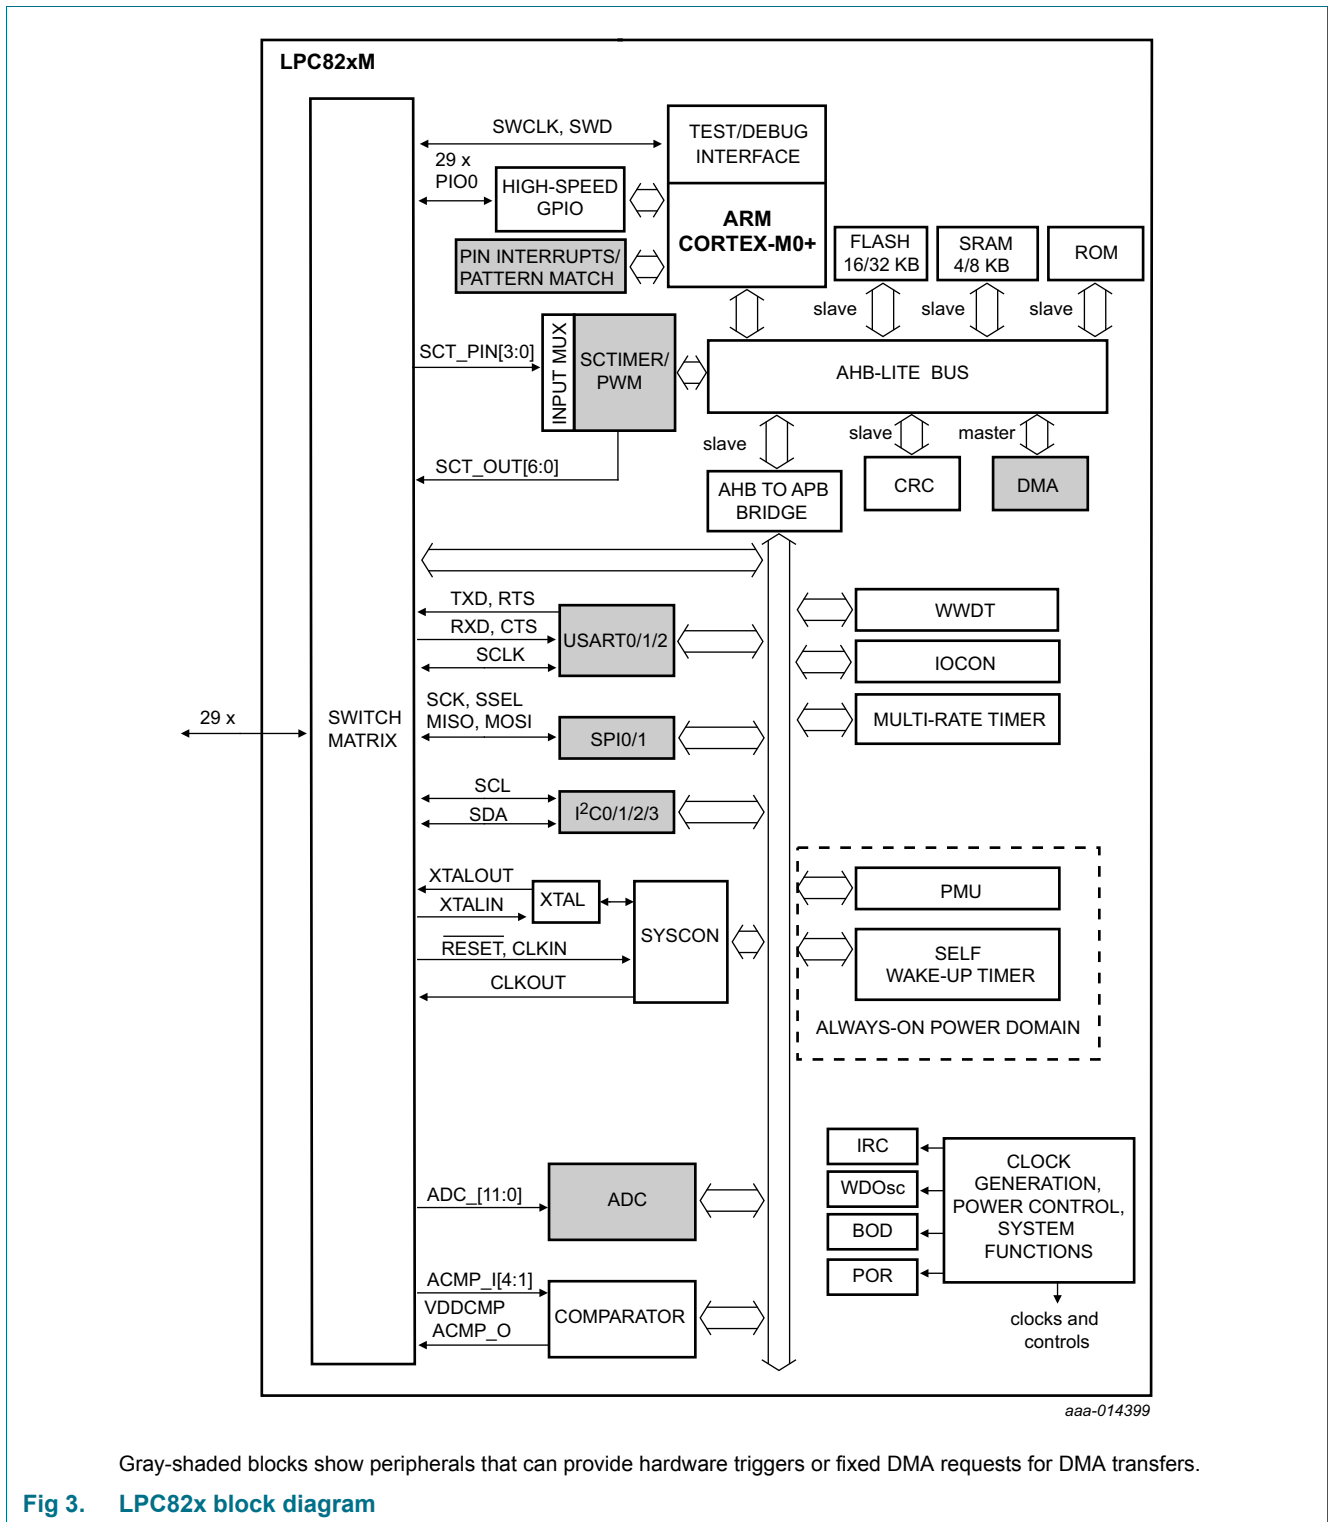 LPC82xM
SWCLK, SWD
TEST/DEBUG
INTERFACE
29 x
PIO0
HIGH-SPEED
GPIO
ARM
CORTEX-M0+
PIN INTERRUPTS/
PATTERN MATCH
FLASH
16/32 KB
SRAM
4/8 KB
ROM
slave
slave
slave
SCT_PIN[3:0]
INPUT MUX
SCTIMER/
PWM
AHB-LITE BUS
slave
slave
master
SCT_OUT[6:0]
AHB TO APB
BRIDGE
CRC
DMA
TXD, RTS
RXD, CTS
SCLK
USART0/1/2
WWDT
IOCON
MULTI-RATE TIMER
SCK, SSEL
MISO, MOSI
SPI0/1
29 x
SWITCH
MATRIX
SCL
SDA
I2C0/1/2/3
XTALOUT
XTALIN
XTAL
RESET, CLKIN
CLKOUT
SYSCON
PMU
SELF
WAKE-UP TIMER
ALWAYS-ON POWER DOMAIN
ADC_[11:0]
ADC
IRC
WDOsc
BOD
POR
CLOCK
GENERATION,
POWER CONTROL,
SYSTEM
FUNCTIONS
clocks and
controls
ACMP_I[4:1]
VDDCMP
ACMP_O
COMPARATOR
aaa-014399
Gray-shaded blocks show peripherals that can provide hardware triggers or fixed DMA requests for DMA transfers.
Fig 3. LPC82x block diagram